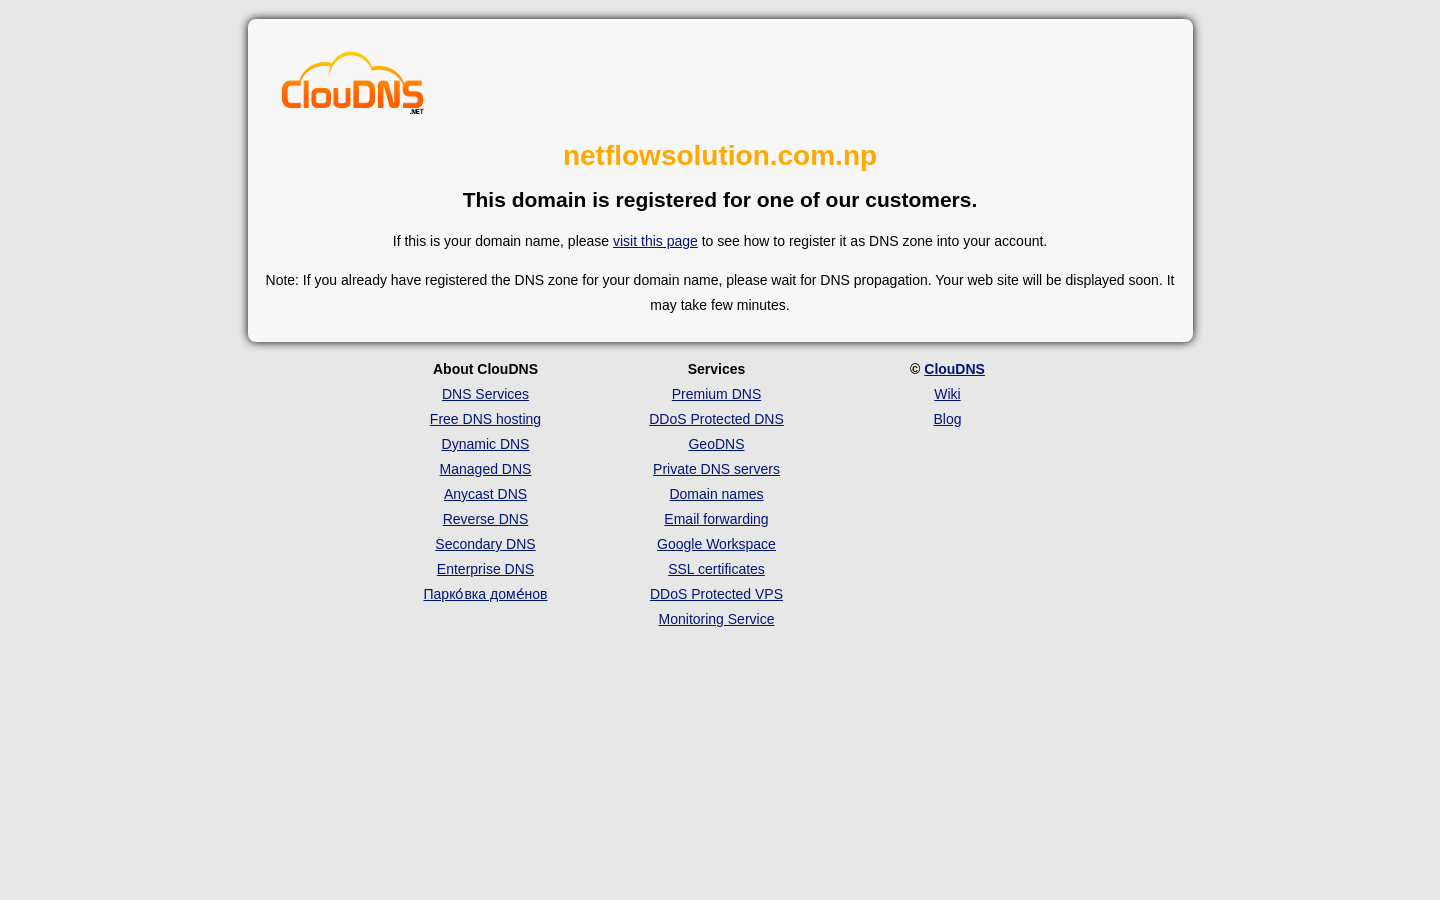 ClouDNS
.NET
netflowsolution.com.np
This domain is registered for one of our customers.
If this is your domain name, please visit this page to see how to register it as DNS zone into your account.
Note: If you already have registered the DNS zone for your domain name, please wait for DNS propagation. Your web site will be displayed soon. It
may take few minutes.
About ClouDNS
DNS Services
Free DNS hosting
Dynamic DNS
Managed DNS
Anycast DNS
Reverse DNS
Secondary DNS
Enterprise DNS
Парко́вка доме́нов
Services
Premium DNS
DDoS Protected DNS
GeoDNS
Private DNS servers
Domain names
Email forwarding
Google Workspace
SSL certificates
DDoS Protected VPS
Monitoring Service
© ClouDNS
Wiki
Blog